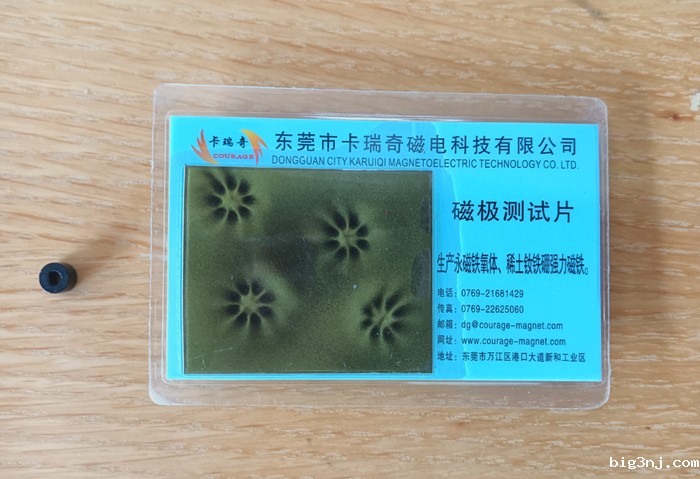 卡瑞奇
COURAGE
东莞市卡瑞奇磁电科技有限公司
DONGGUAN CITY KARUIQI MAGNETOELECTRIC TECHNOLOGY CO. LTD.
磁极测试片
生产永磁铁氧体、稀土钕铁硼强力磁铁。
电话：0769-21681429
传真：0769-22625060
邮箱：dg@courage-magnet.com
网址：www.courage-magnet.com
地址：东莞市万江区港口大道新和工业区
big3nj.com